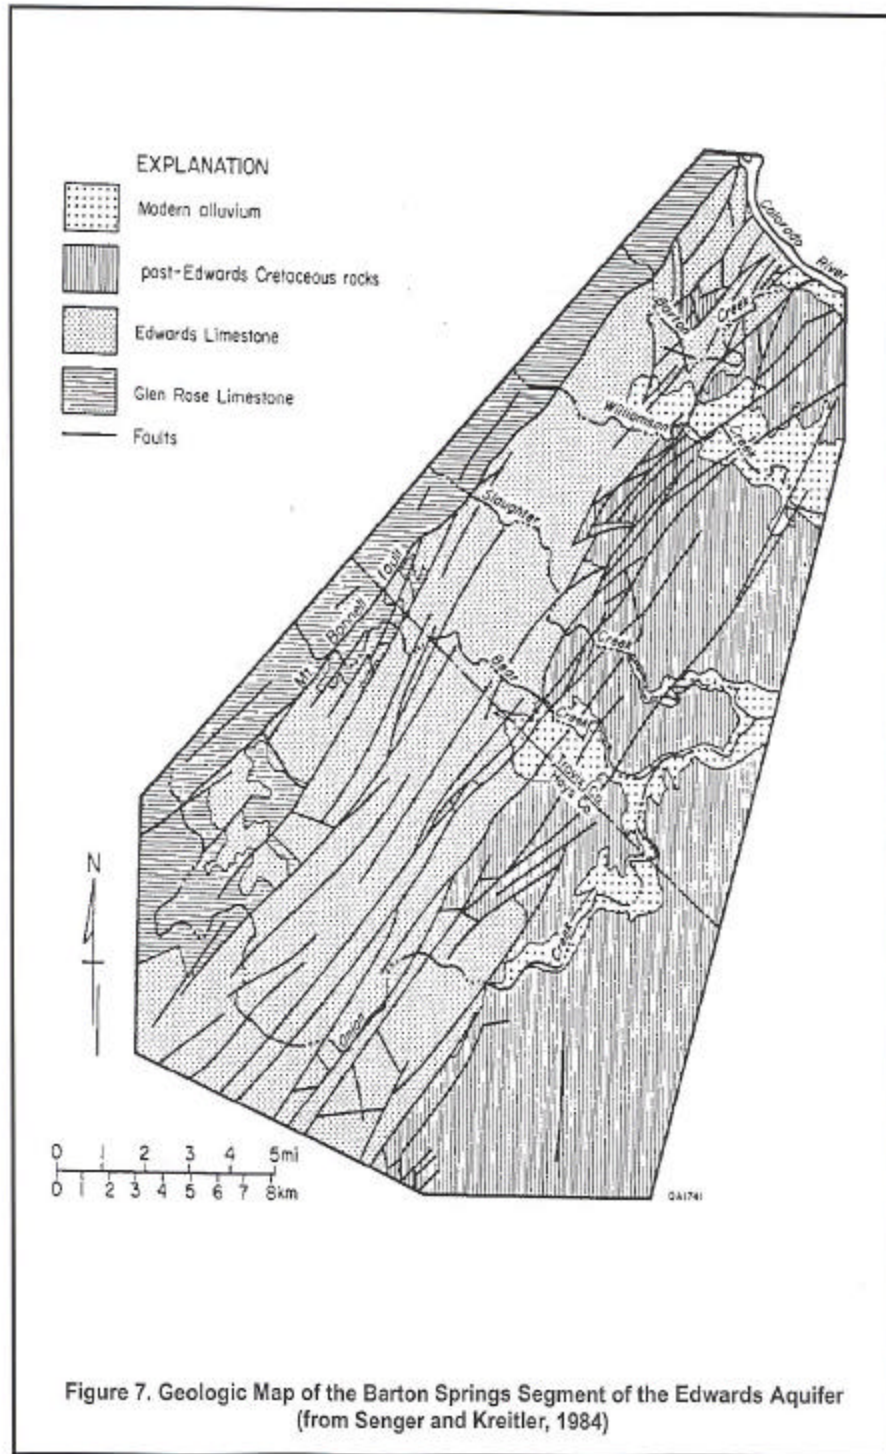 EXPLANATION
Modern alluvium
post-Edwards Cretaceous rocks
Edwards Limestone
Glen Rose Limestone
Faults
Colorado
River
Barton
Creek
Williamson
Creek
Slaughter
Creek
Mt. Bonnell fault
Bear
Creek
Travis Co.
Hays Co.
Onion
Creek
N
0 1 2 3 4 5mi
0 1 2 3 4 5 6 7 8km
QA1741
Figure 7. Geologic Map of the Barton Springs Segment of the Edwards Aquifer
(from Senger and Kreitler, 1984)